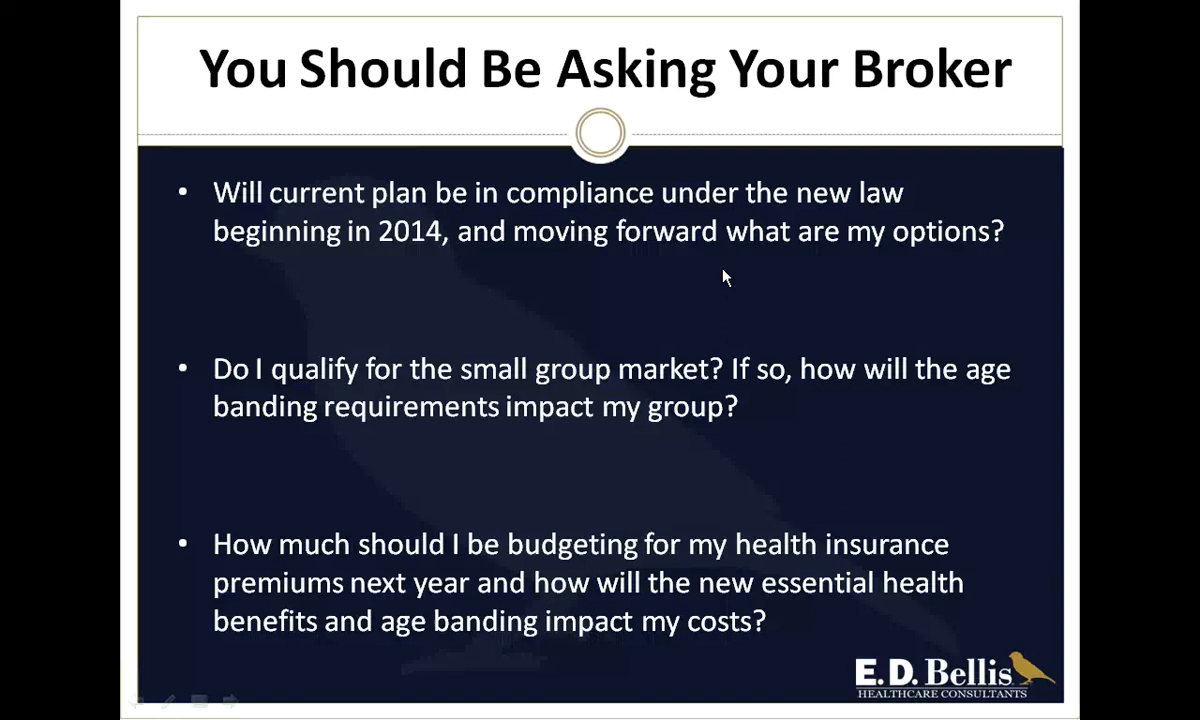 You Should Be Asking Your Broker
• Will current plan be in compliance under the new law
beginning in 2014, and moving forward what are my options?
• Do I qualify for the small group market? If so, how will the age
banding requirements impact my group?
• How much should I be budgeting for my health insurance
premiums next year and how will the new essential health
benefits and age banding impact my costs?
E.D. Bellis
HEALTHCARE CONSULTANTS